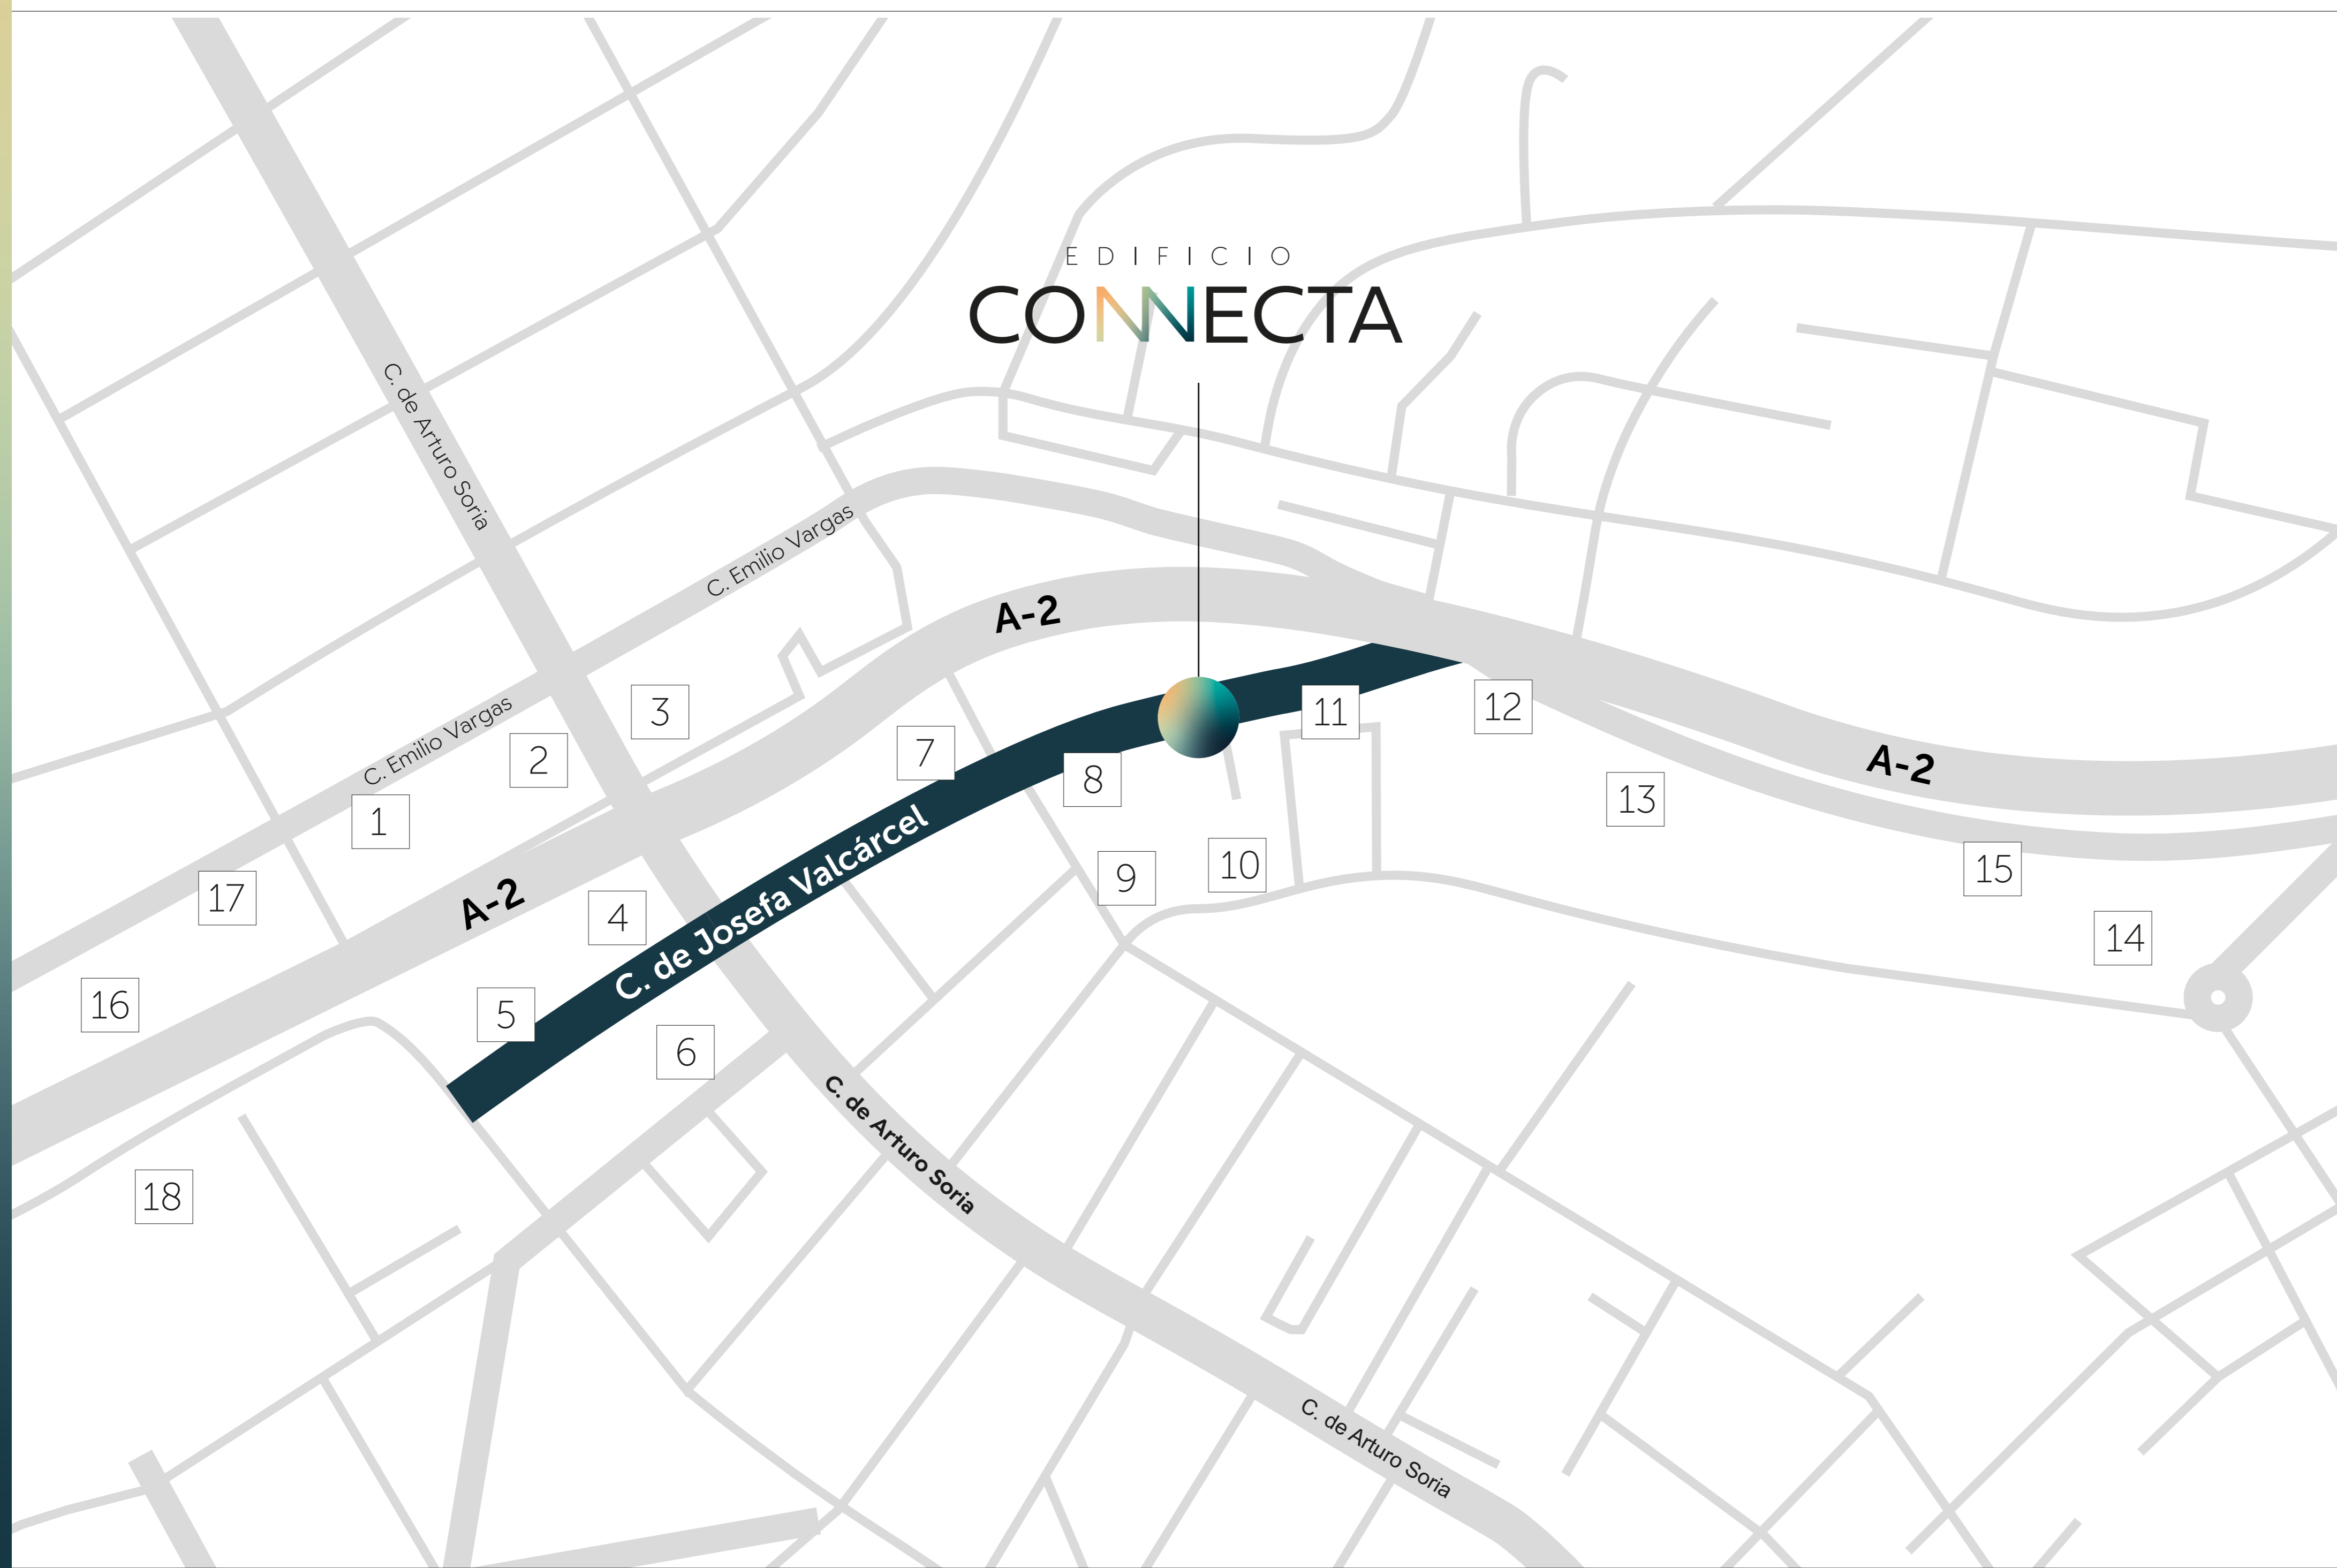 EDIFICIO
CONNECTA
C. de Arturo Soria
C. Emilio Vargas
A-2
3
11
12
7
2
A-2
C. Emilio Vargas
8
13
1
C. de Josefa Valcárcel
10
15
9
17
A-2
4
14
16
5
6
C. de Arturo Soria
18
C. de Arturo Soria